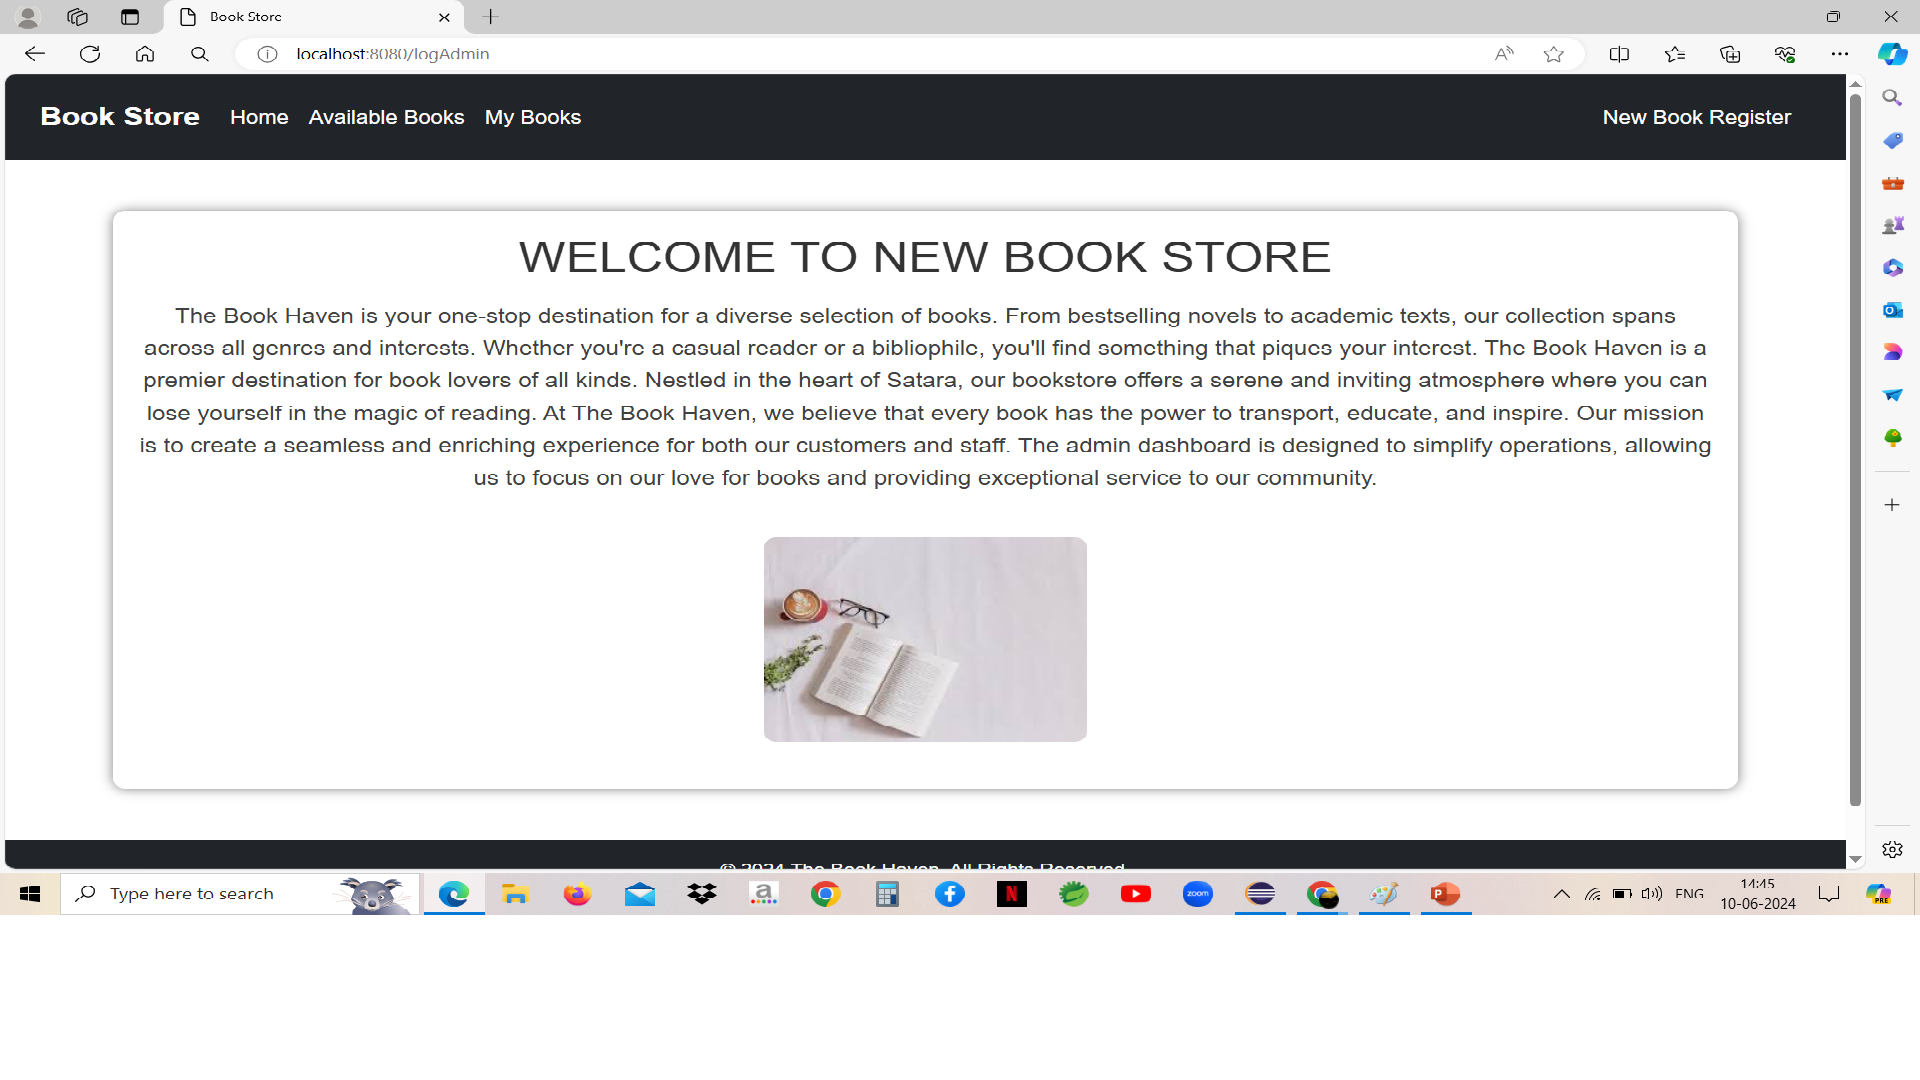 Book Store
localhost:8080/logAdmin
Book Store Home Available Books My Books New Book Register
WELCOME TO NEW BOOK STORE
The Book Haven is your one-stop destination for a diverse selection of books. From bestselling novels to academic texts, our collection spans
across all genres and interests. Whether you're a casual reader or a bibliophile, you'll find something that piques your interest. The Book Haven is a
premier destination for book lovers of all kinds. Nestled in the heart of Satara, our bookstore offers a serene and inviting atmosphere where you can
lose yourself in the magic of reading. At The Book Haven, we believe that every book has the power to transport, educate, and inspire. Our mission
is to create a seamless and enriching experience for both our customers and staff. The admin dashboard is designed to simplify operations, allowing
us to focus on our love for books and providing exceptional service to our community.
© 2024 The Book Haven. All Rights Reserved.
Type here to search
a
N
zoom
P
ENG
14:45
10-06-2024
PRE